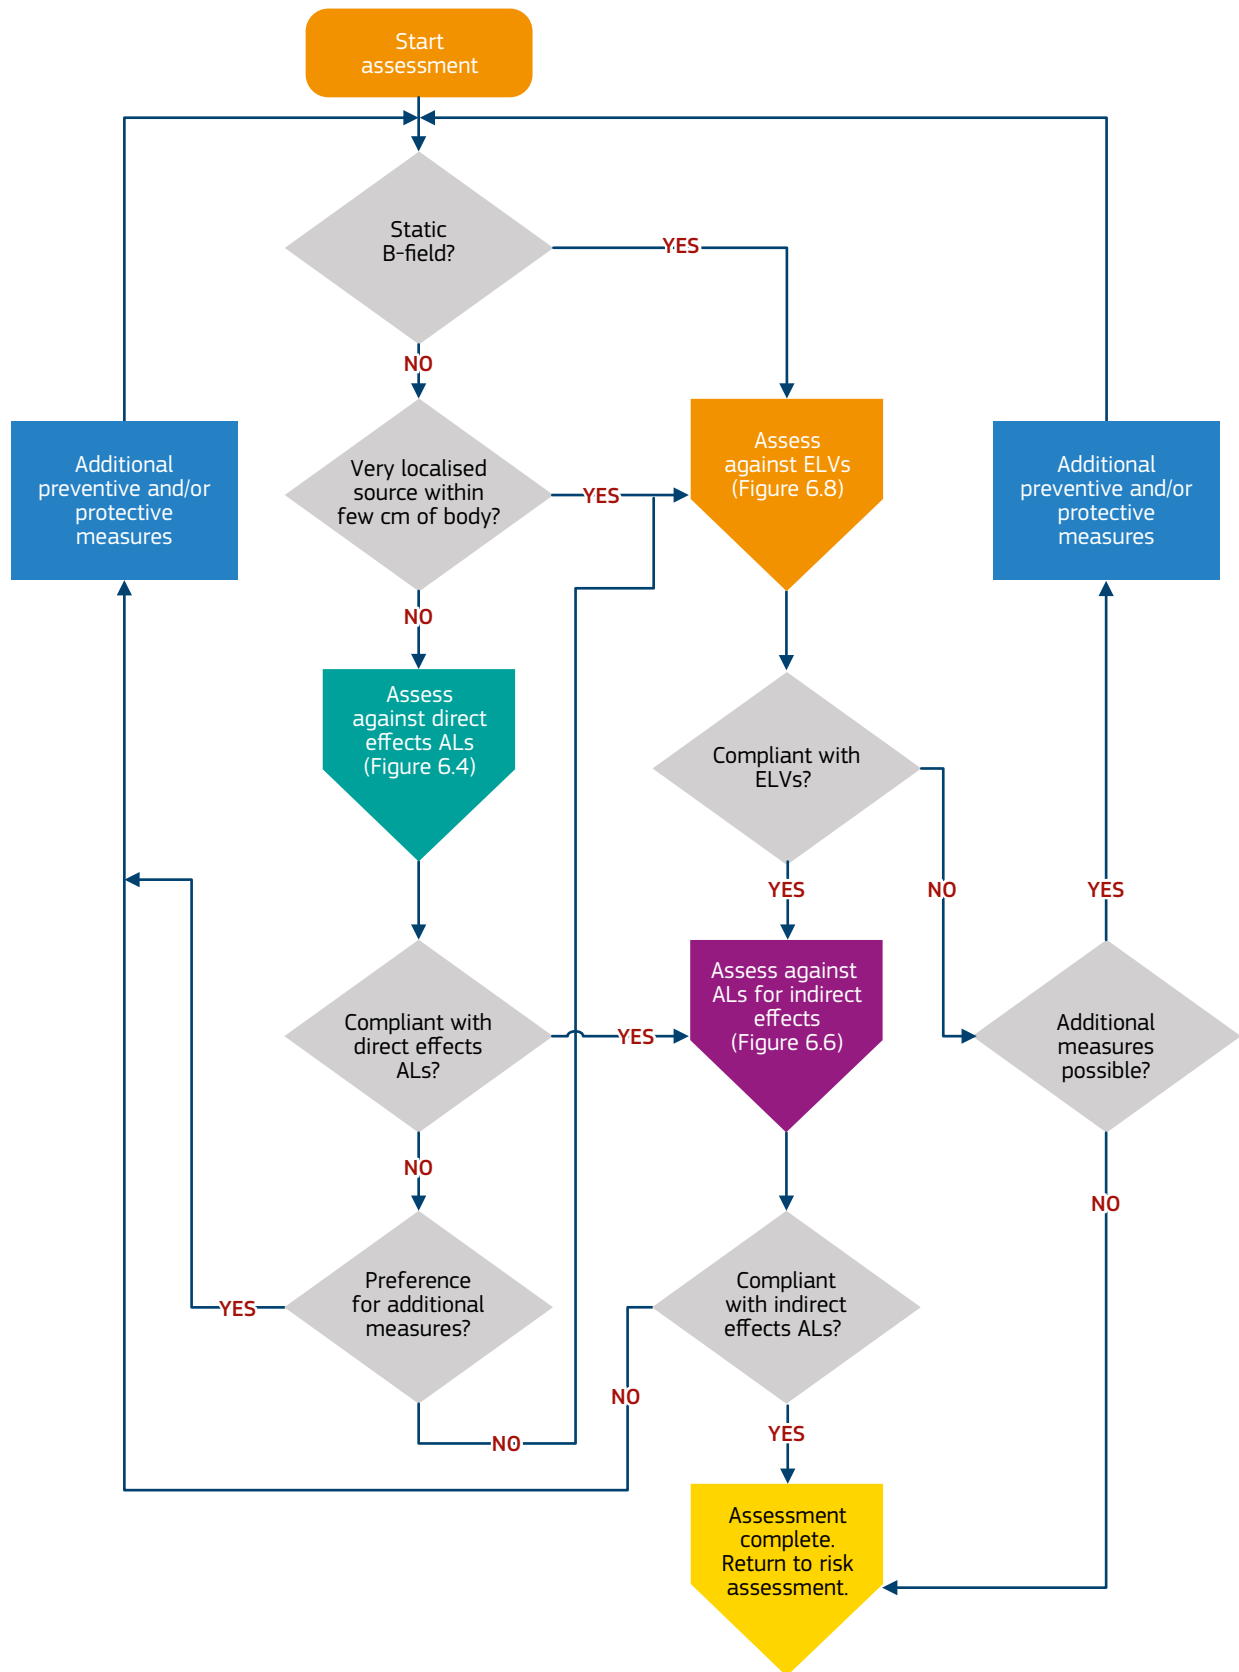 Start
assessment
Static
B-field?
YES
NO
Additional
preventive and/or
protective
measures
Very localised
source within
few cm of body?
YES
Assess
against ELVs
(Figure 6.8)
Additional
preventive and/or
protective
measures
NO
Assess
against direct
effects ALs
(Figure 6.4)
Compliant with
ELVs?
YES
NO
YES
Compliant with
direct effects
ALs?
YES
Assess against
ALs for indirect
effects
(Figure 6.6)
Additional
measures
possible?
NO
NO
Preference
for additional
measures?
YES
Compliant
with indirect
effects ALs?
NO
NO
YES
Assessment
complete.
Return to risk
assessment.